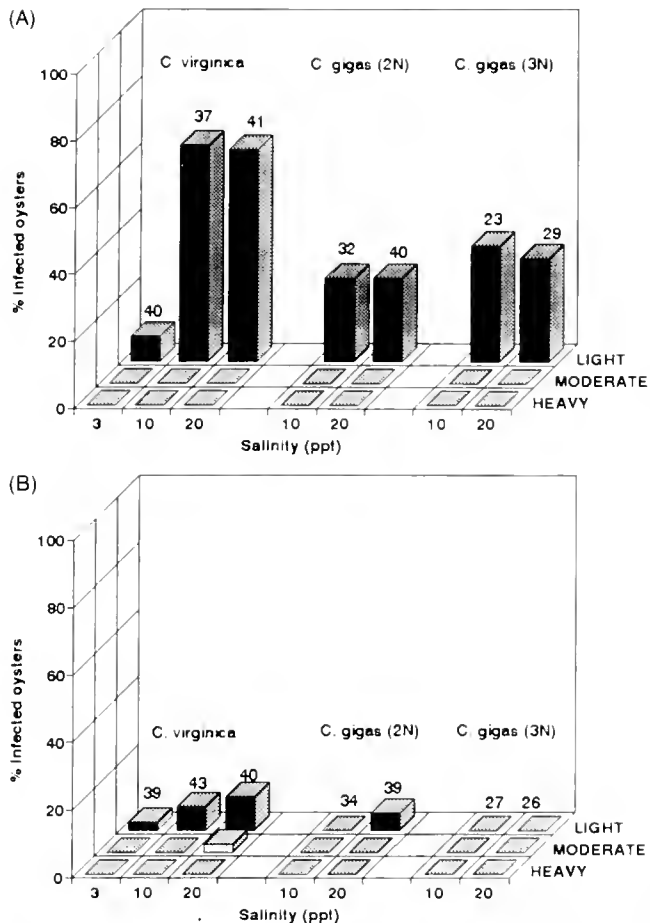 (A)
C. virginica C. gigas (2N) C. gigas (3N)
100
80
60
40
20
0
% Infected oysters
40 37 41 32 40 23 29
LIGHT
MODERATE
HEAVY
3 10 20 10 20 10 20
Salinity (ppt)
(B)
100
80
60
40
20
0
% Infected oysters
C. virginica C. gigas (2N) C. gigas (3N)
39 43 40 34 39 27 26
LIGHT
MODERATE
HEAVY
3 10 20 10 20 10 20
Salinity (ppt)